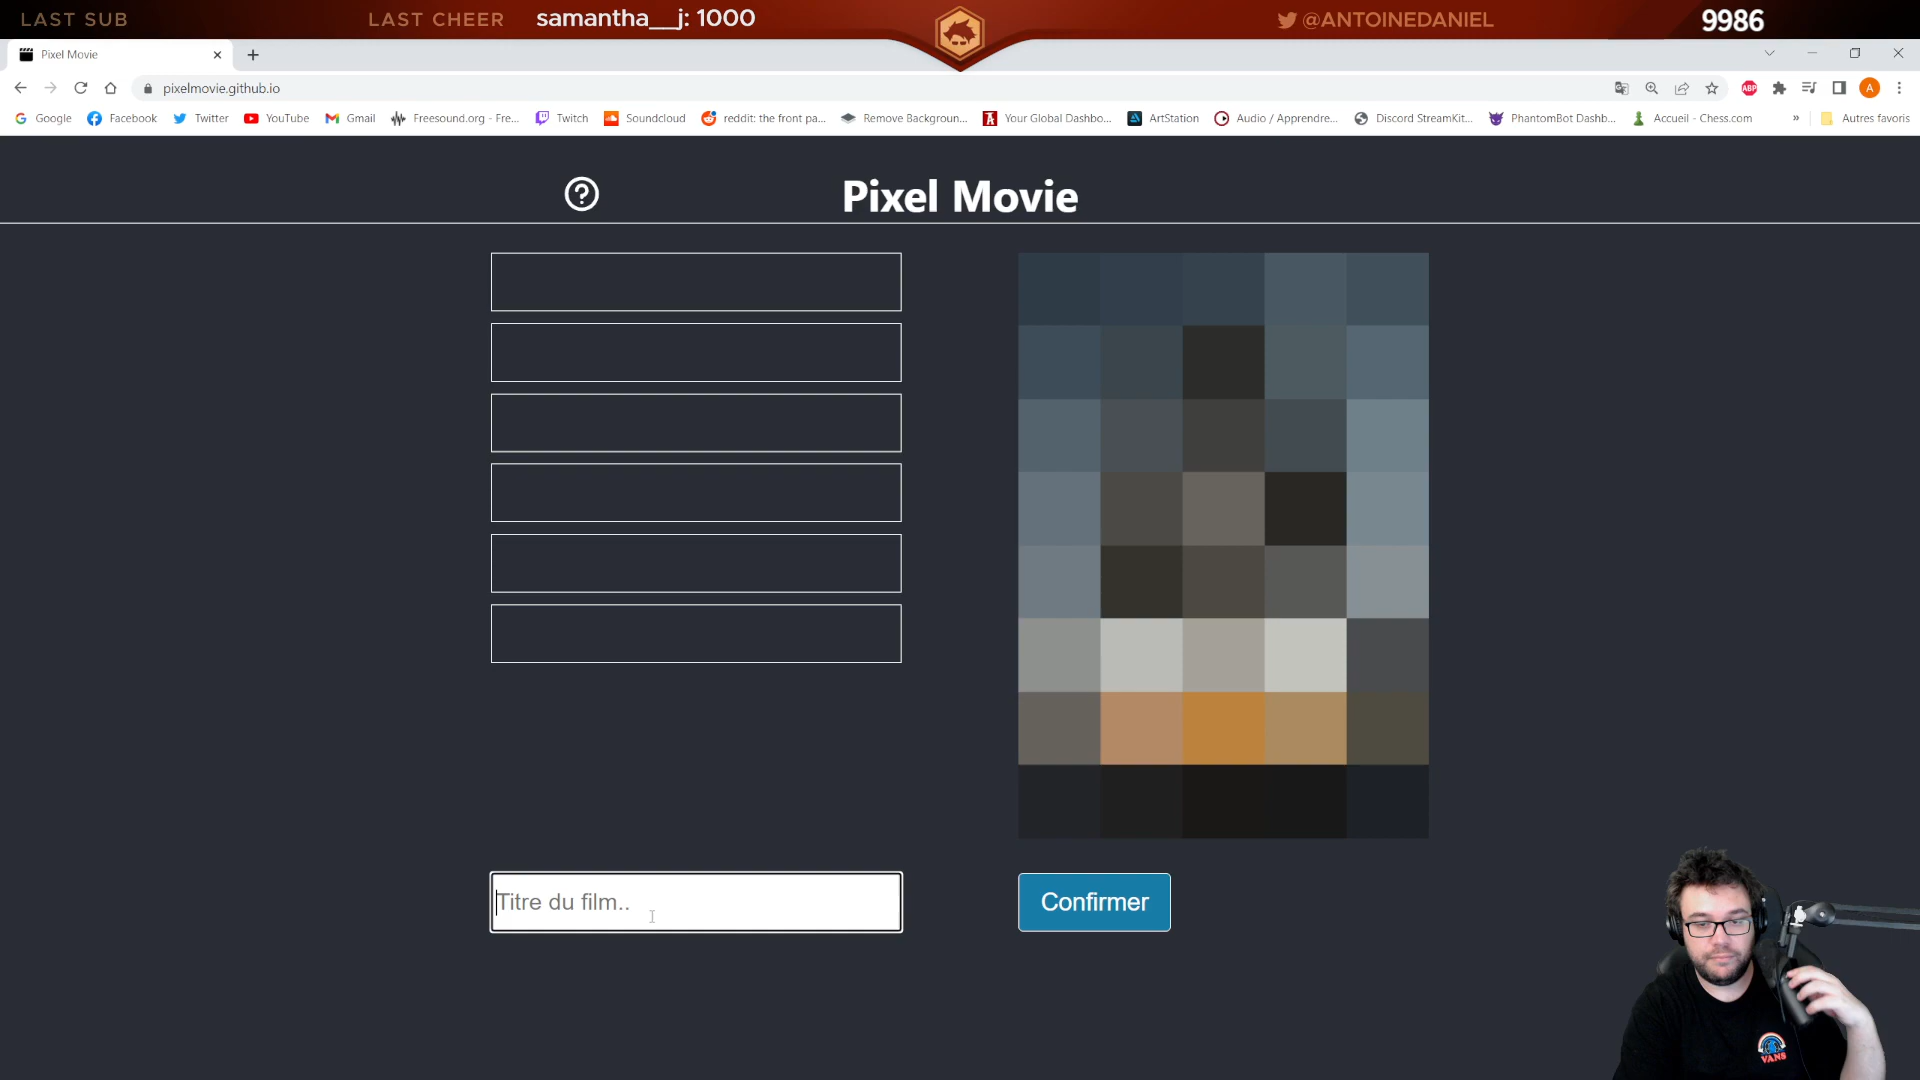 LAST SUB
LAST CHEER samantha__j: 1000
@ANTOINEDANIEL
9986
Pixel Movie
pixelmovie.github.io
ABP
A
Google Facebook Twitter YouTube Gmail Freesound.org - Fre... Twitch Soundcloud reddit: the front pa... Remove Backgroun... Your Global Dashbo... ArtStation Audio / Apprendre... Discord StreamKit... PhantomBot Dashb... Accueil - Chess.com » Autres favoris
Pixel Movie
Titre du film..
Confirmer
VANS